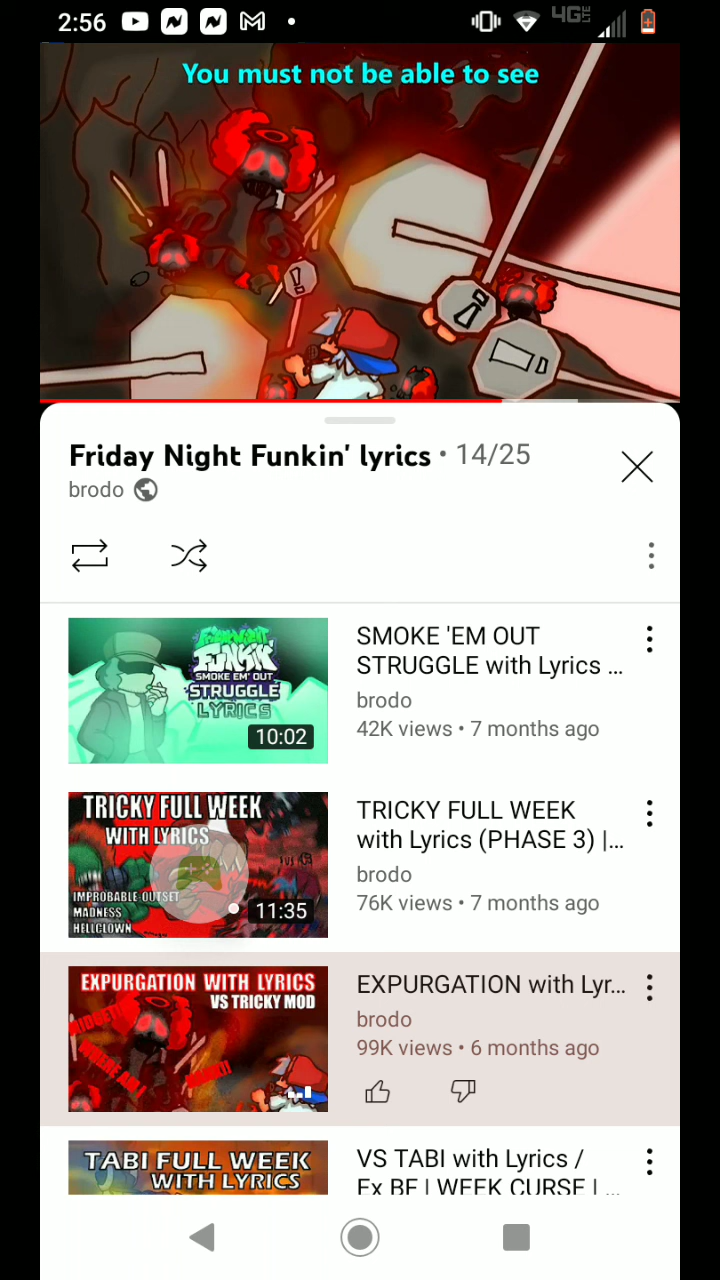 2:56
4G LTE
You must not be able to see
Friday Night Funkin' lyrics • 14/25
brodo
FRIDAY NIGHT
FUNKIN'
SMOKE EM' OUT
STRUGGLE
LYRICS
10:02
SMOKE 'EM OUT
STRUGGLE with Lyrics ...
brodo
42K views • 7 months ago
TRICKY FULL WEEK
WITH LYRICS
IMPROBABLE OUTSET
MADNESS
HELLCLOWN
11:35
TRICKY FULL WEEK
with Lyrics (PHASE 3) |...
brodo
76K views • 7 months ago
EXPURGATION WITH LYRICS
VS TRICKY MOD
EXPURGATION with Lyr...
brodo
99K views • 6 months ago
TABI FULL WEEK
WITH LYRICS
VS TABI with Lyrics /
Ex BF | WEEK CURSE | ...